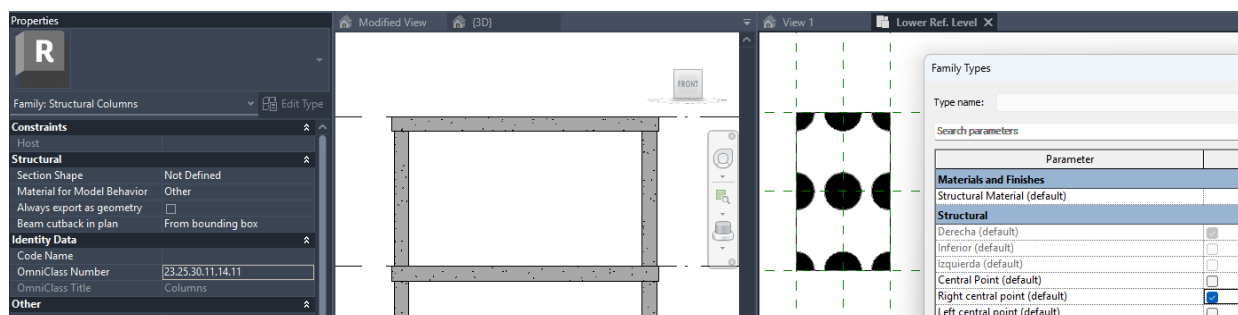 Properties
R
Family: Structural Columns
Edit Type
Constraints
Host
Structural
Section Shape Not Defined
Material for Model Behavior Other
Always export as geometry
Beam cutback in plan From bounding box
Identity Data
Code Name
OmniClass Number 23.25.30.11.14.11
OmniClass Title Columns
Other
Modified View
{3D}
FRONT
View 1
Lower Ref. Level
Family Types
Type name:
Search parameters
Parameter
Materials and Finishes
Structural Material (default)
Structural
Derecha (default)
Inferior (default)
Izquierda (default)
Central Point (default)
Right central point (default)
Left central point (default)